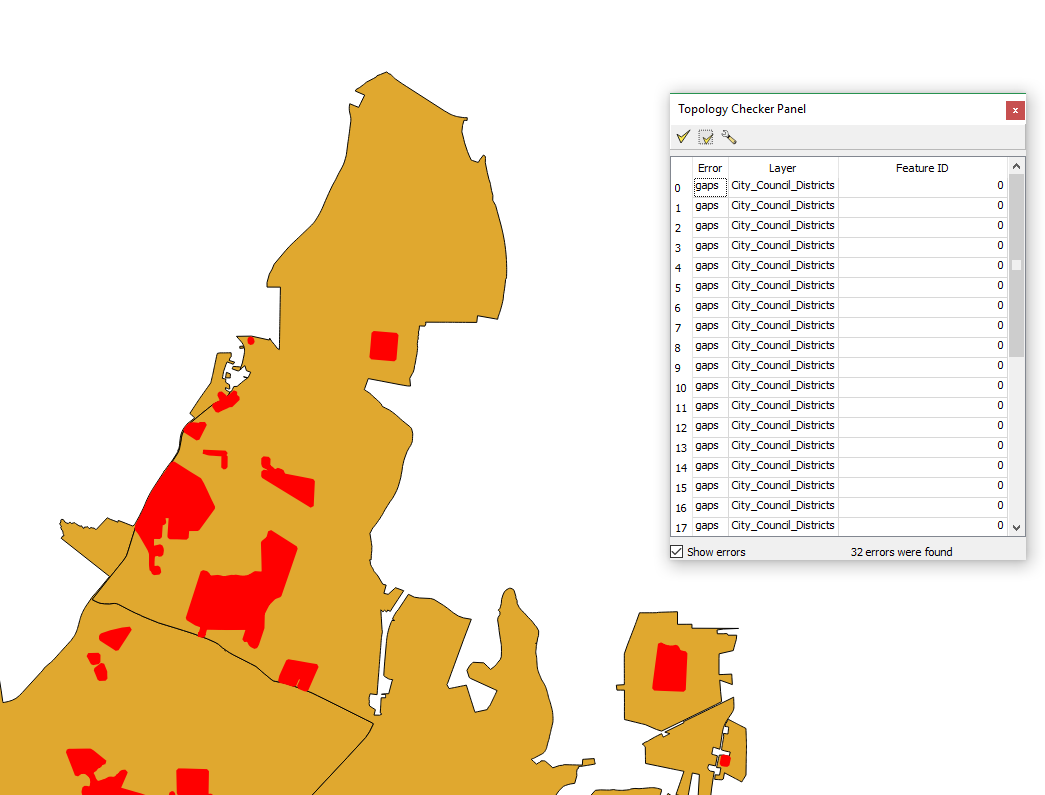 Topology Checker Panel
x
Error Layer Feature ID
0 gaps City_Council_Districts 0
1 gaps City_Council_Districts 0
2 gaps City_Council_Districts 0
3 gaps City_Council_Districts 0
4 gaps City_Council_Districts 0
5 gaps City_Council_Districts 0
6 gaps City_Council_Districts 0
7 gaps City_Council_Districts 0
8 gaps City_Council_Districts 0
9 gaps City_Council_Districts 0
10 gaps City_Council_Districts 0
11 gaps City_Council_Districts 0
12 gaps City_Council_Districts 0
13 gaps City_Council_Districts 0
14 gaps City_Council_Districts 0
15 gaps City_Council_Districts 0
16 gaps City_Council_Districts 0
17 gaps City_Council_Districts 0
Show errors 32 errors were found